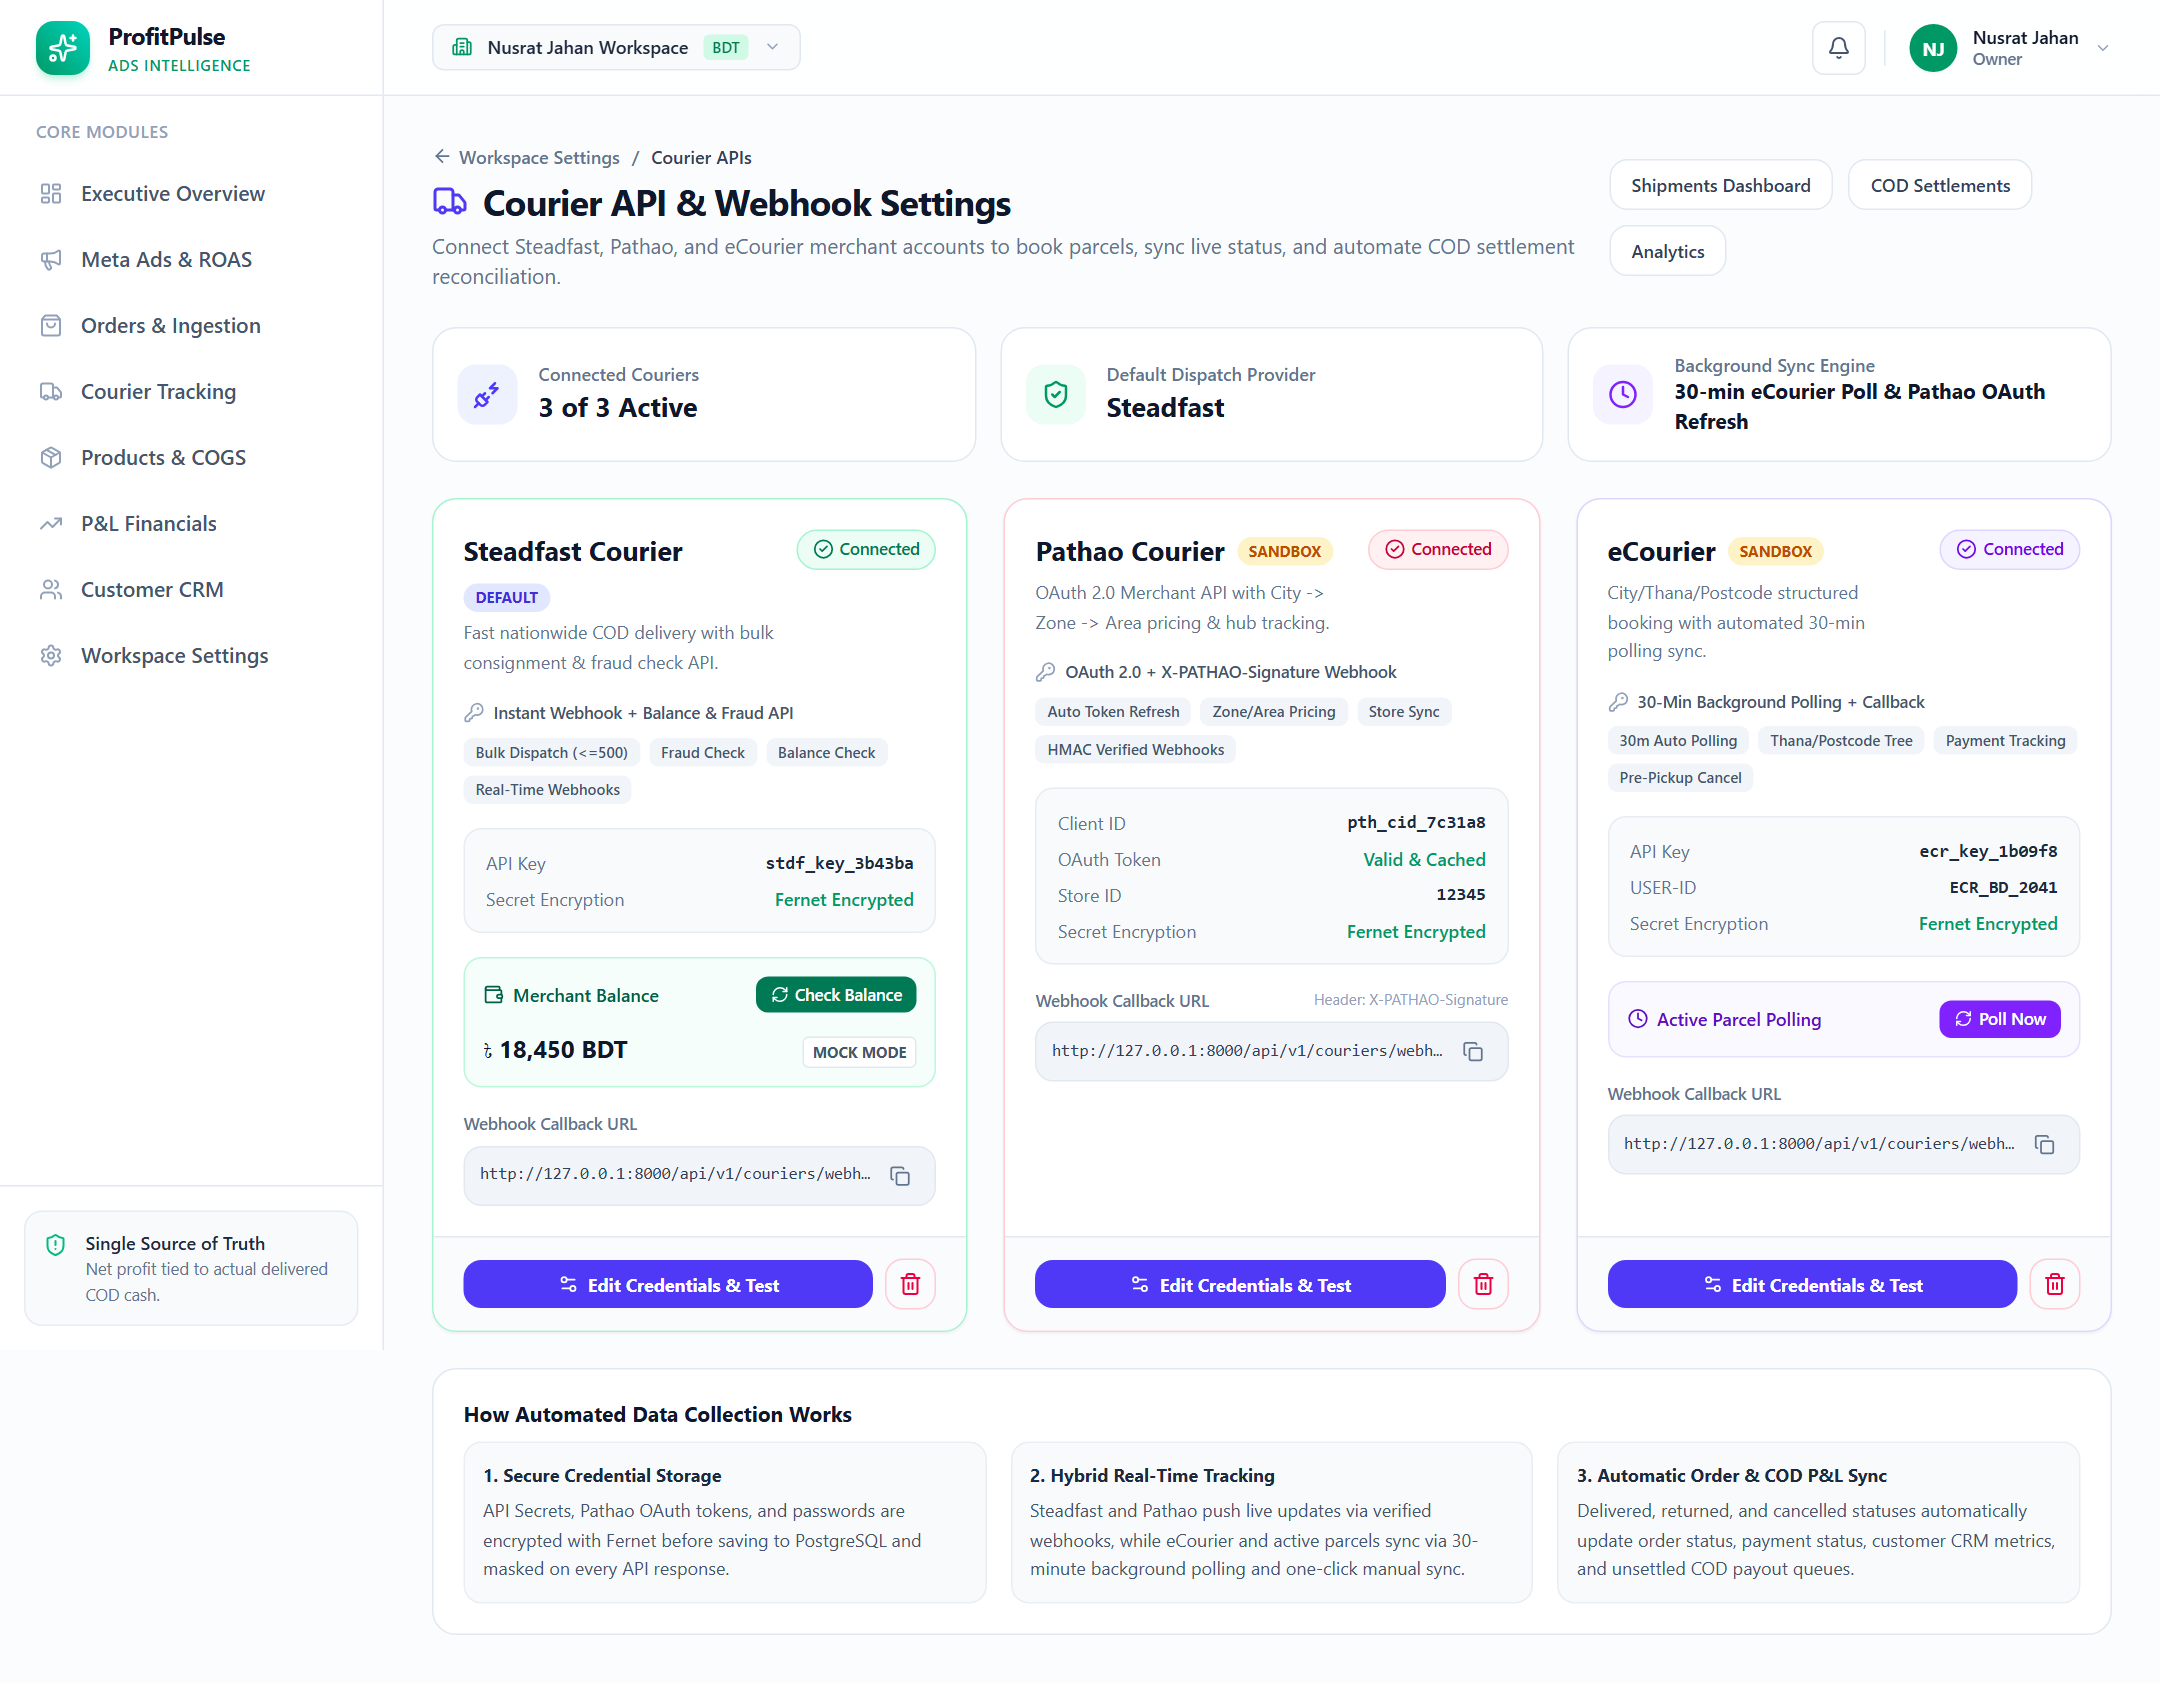 ProfitPulse
ADS INTELLIGENCE
Nusrat Jahan Workspace BDT
NJ
Nusrat Jahan
Owner
CORE MODULES
Executive Overview
Meta Ads & ROAS
Orders & Ingestion
Courier Tracking
Products & COGS
P&L Financials
Customer CRM
Workspace Settings
Single Source of Truth
Net profit tied to actual delivered
COD cash.
Workspace Settings / Courier APIs
Courier API & Webhook Settings
Connect Steadfast, Pathao, and eCourier merchant accounts to book parcels, sync live status, and automate COD settlement
reconciliation.
Shipments Dashboard
COD Settlements
Analytics
Connected Couriers
3 of 3 Active
Default Dispatch Provider
Steadfast
Background Sync Engine
30-min eCourier Poll & Pathao OAuth
Refresh
Steadfast Courier
Connected
DEFAULT
Fast nationwide COD delivery with bulk
consignment & fraud check API.
Instant Webhook + Balance & Fraud API
Bulk Dispatch (<=500) Fraud Check Balance Check
Real-Time Webhooks
API Key stdf_key_3b43ba
Secret Encryption Fernet Encrypted
Merchant Balance Check Balance
৳ 18,450 BDT MOCK MODE
Webhook Callback URL
http://127.0.0.1:8000/api/v1/couriers/webh…
Edit Credentials & Test
Pathao Courier SANDBOX Connected
OAuth 2.0 Merchant API with City ->
Zone -> Area pricing & hub tracking.
OAuth 2.0 + X-PATHAO-Signature Webhook
Auto Token Refresh Zone/Area Pricing Store Sync
HMAC Verified Webhooks
Client ID pth_cid_7c31a8
OAuth Token Valid & Cached
Store ID 12345
Secret Encryption Fernet Encrypted
Webhook Callback URL Header: X-PATHAO-Signature
http://127.0.0.1:8000/api/v1/couriers/webh…
Edit Credentials & Test
eCourier SANDBOX Connected
City/Thana/Postcode structured
booking with automated 30-min
polling sync.
30-Min Background Polling + Callback
30m Auto Polling Thana/Postcode Tree Payment Tracking
Pre-Pickup Cancel
API Key ecr_key_1b09f8
USER-ID ECR_BD_2041
Secret Encryption Fernet Encrypted
Active Parcel Polling Poll Now
Webhook Callback URL
http://127.0.0.1:8000/api/v1/couriers/webh…
Edit Credentials & Test
How Automated Data Collection Works
1. Secure Credential Storage
API Secrets, Pathao OAuth tokens, and passwords are
encrypted with Fernet before saving to PostgreSQL and
masked on every API response.
2. Hybrid Real-Time Tracking
Steadfast and Pathao push live updates via verified
webhooks, while eCourier and active parcels sync via 30-
minute background polling and one-click manual sync.
3. Automatic Order & COD P&L Sync
Delivered, returned, and cancelled statuses automatically
update order status, payment status, customer CRM metrics,
and unsettled COD payout queues.